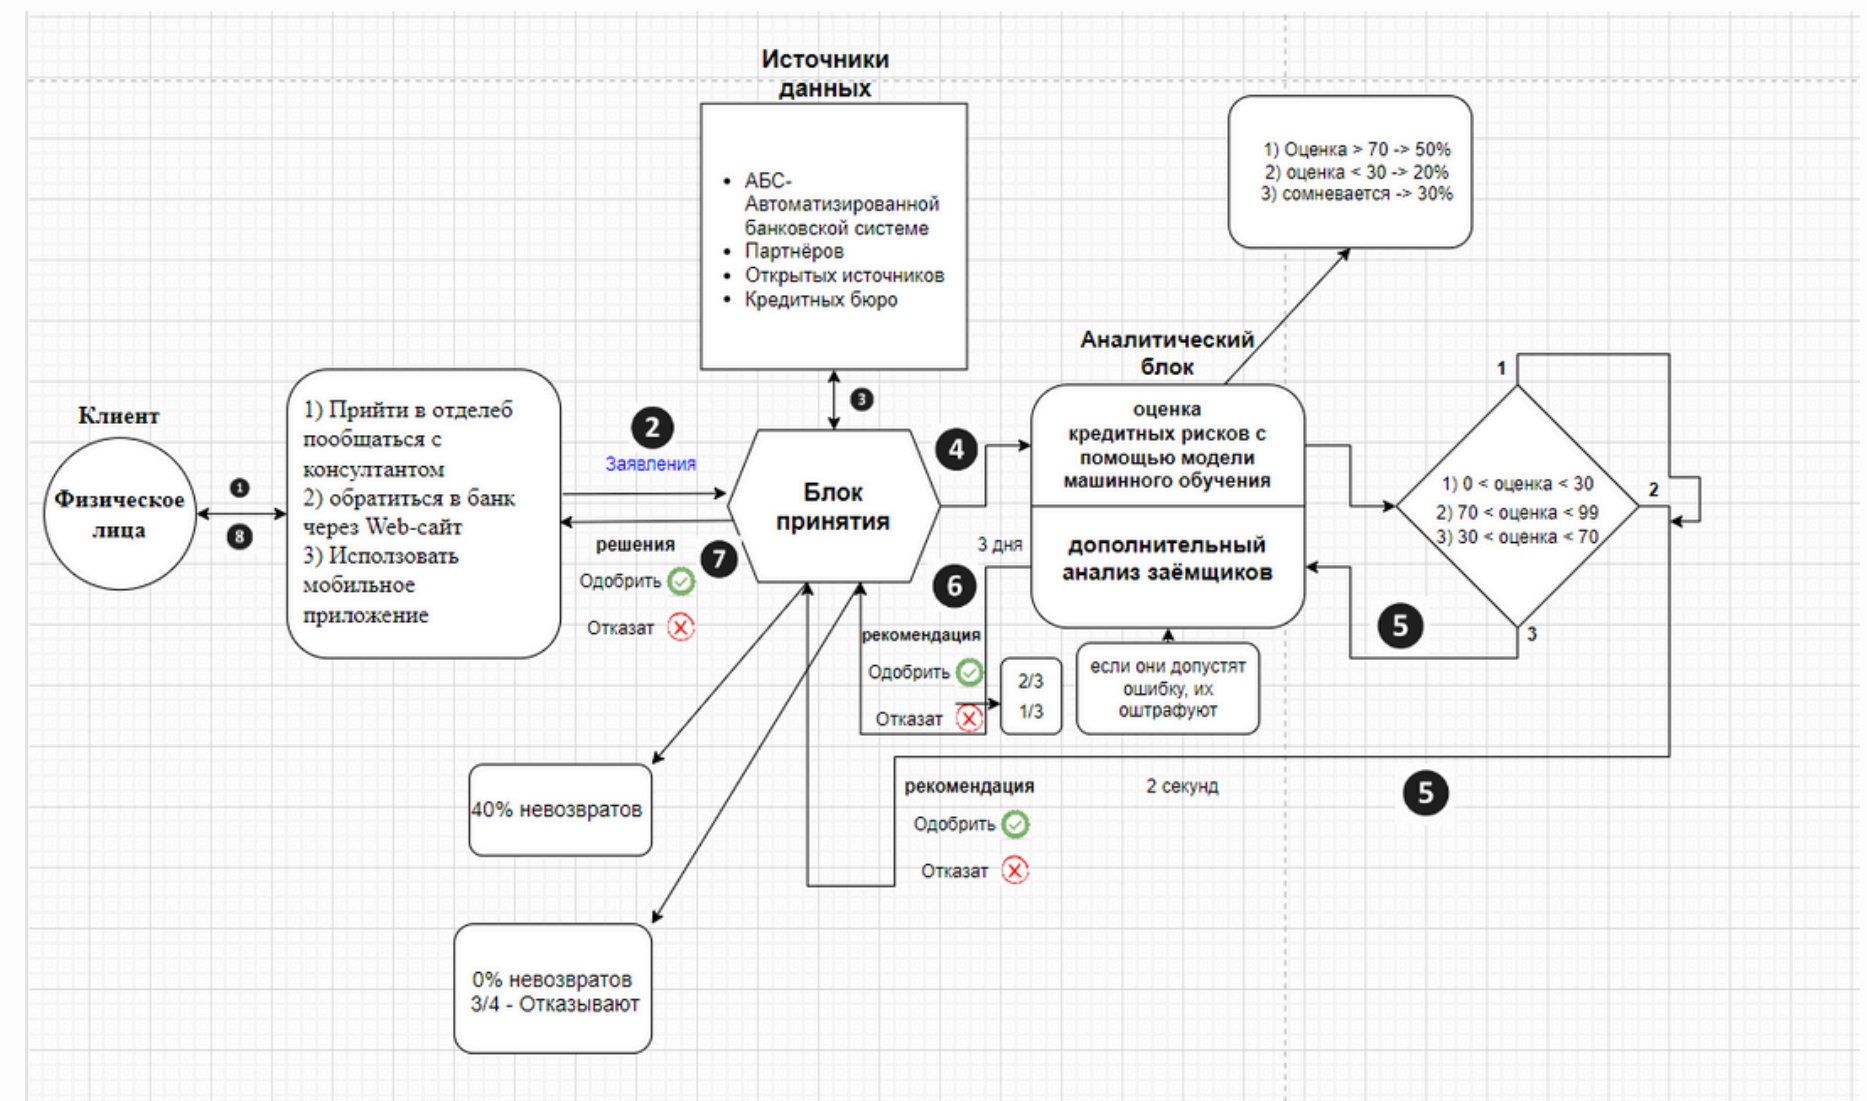 Источники
данных
• АБС-
Автоматизированной
банковской системе
• Партнёров
• Открытых источников
• Кредитных бюро
1) Оценка > 70 -> 50%
2) оценка < 30 -> 20%
3) сомневается -> 30%
Клиент
Физическое
лица
1
8
1) Прийти в отделеб
пообщаться с
консултантом
2) обратиться в банк
через Web-сайт
3) Исползовать
мобильное
приложение
2
Заявления
3
Блок
принятия
7
решения
Одобрить
Отказат
4
Аналитический
блок
оценка
кредитных рисков с
помощью модели
машинного обучения
дополнительный
анализ заёмщиков
1
1) 0 < оценка < 30
2) 70 < оценка < 99
3) 30 < оценка < 70
2
3
5
3 дня
6
рекомендация
Одобрить
Отказат
2/3
1/3
если они допустят
ошибку, их
оштрафуют
рекомендация
Одобрить
Отказат
2 секунд
5
40% невозвратов
0% невозвратов
3/4 - Отказывают